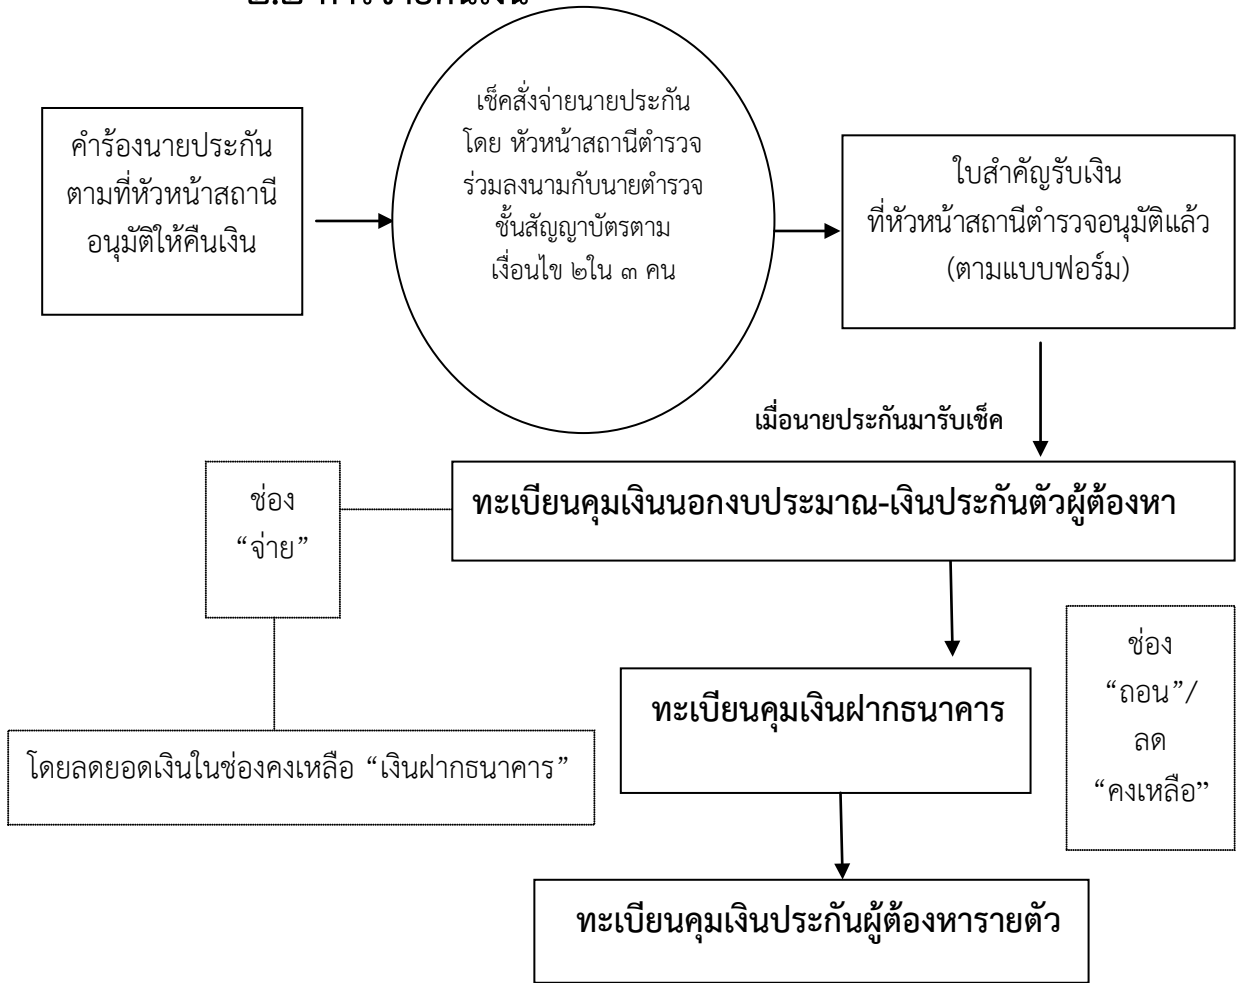 ๒.๒ การจ่ายคืนเงิน
คำร้องนายประกัน
ตามที่หัวหน้าสถานี
อนุมัติให้คืนเงิน
เช็คสั่งจ่ายนายประกัน
โดย หัวหน้าสถานีตำรวจ
ร่วมลงนามกับนายตำรวจ
ชั้นสัญญาบัตรตาม
เงื่อนไข ๒ใน ๓ คน
ใบสำคัญรับเงิน
ที่หัวหน้าสถานีตำรวจอนุมัติแล้ว
(ตามแบบฟอร์ม)
เมื่อนายประกันมารับเช็ค
ช่อง
“จ่าย”
ทะเบียนคุมเงินนอกงบประมาณ-เงินประกันตัวผู้ต้องหา
โดยลดยอดเงินในช่องคงเหลือ “เงินฝากธนาคาร”
ทะเบียนคุมเงินฝากธนาคาร
ช่อง
“ถอน”/
ลด
“คงเหลือ”
ทะเบียนคุมเงินประกันผู้ต้องหารายตัว